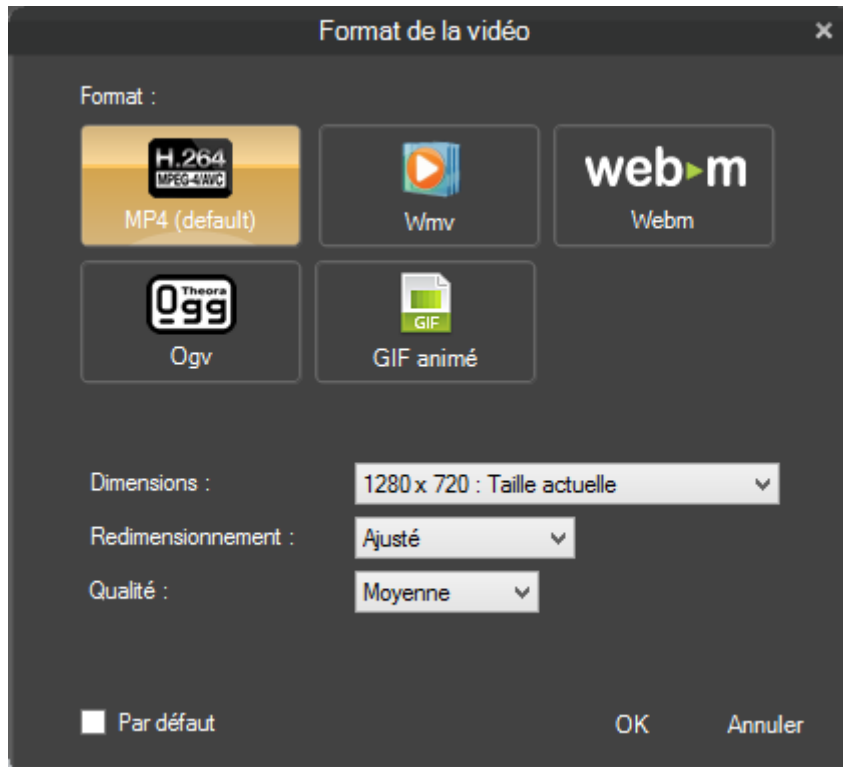 Format de la vidéo
Format :
H.264
MPEG-4/AVC
MP4 (default)
Wmv
web m
Webm
Theora
Ogg
Ogv
GIF
GIF animé
Dimensions :
1280 x 720 : Taille actuelle
Redimensionnement :
Ajusté
Qualité :
Moyenne
Par défaut
OK
Annuler